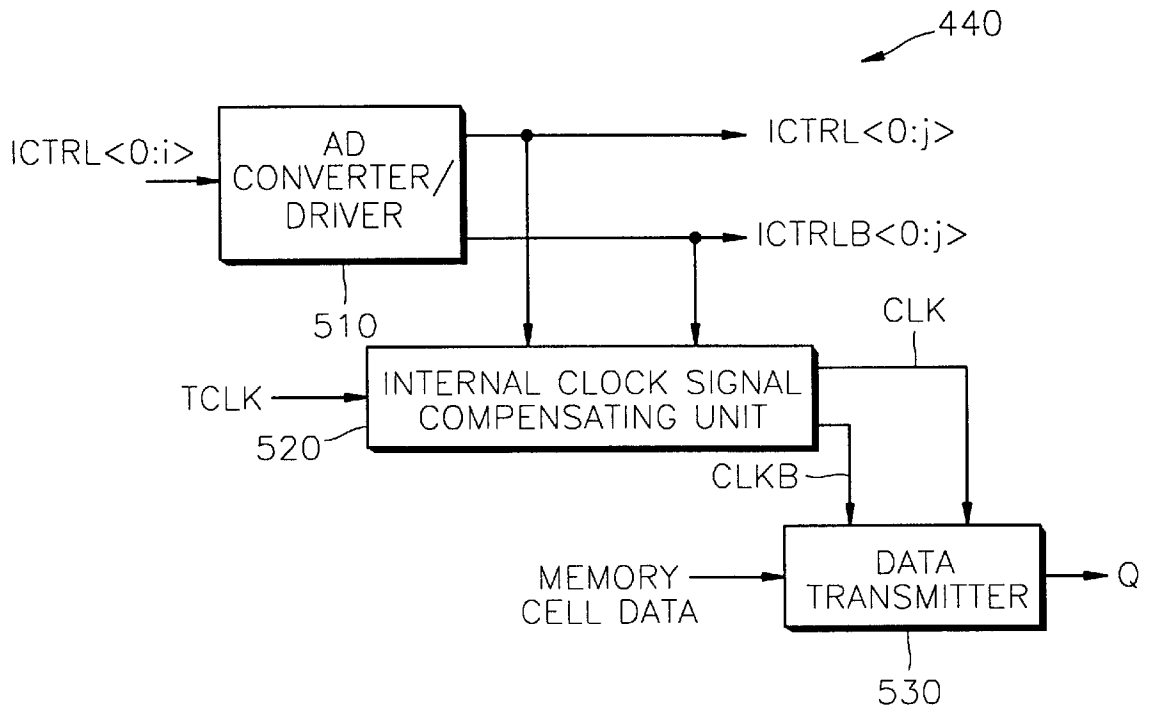 440
ICTRL<0:i>
AD
CONVERTER/
DRIVER
ICTRL<0:j>
ICTRLB<0:j>
510
CLK
TCLK
INTERNAL CLOCK SIGNAL
COMPENSATING UNIT
520
CLKB
MEMORY
CELL DATA
DATA
TRANSMITTER
Q
530